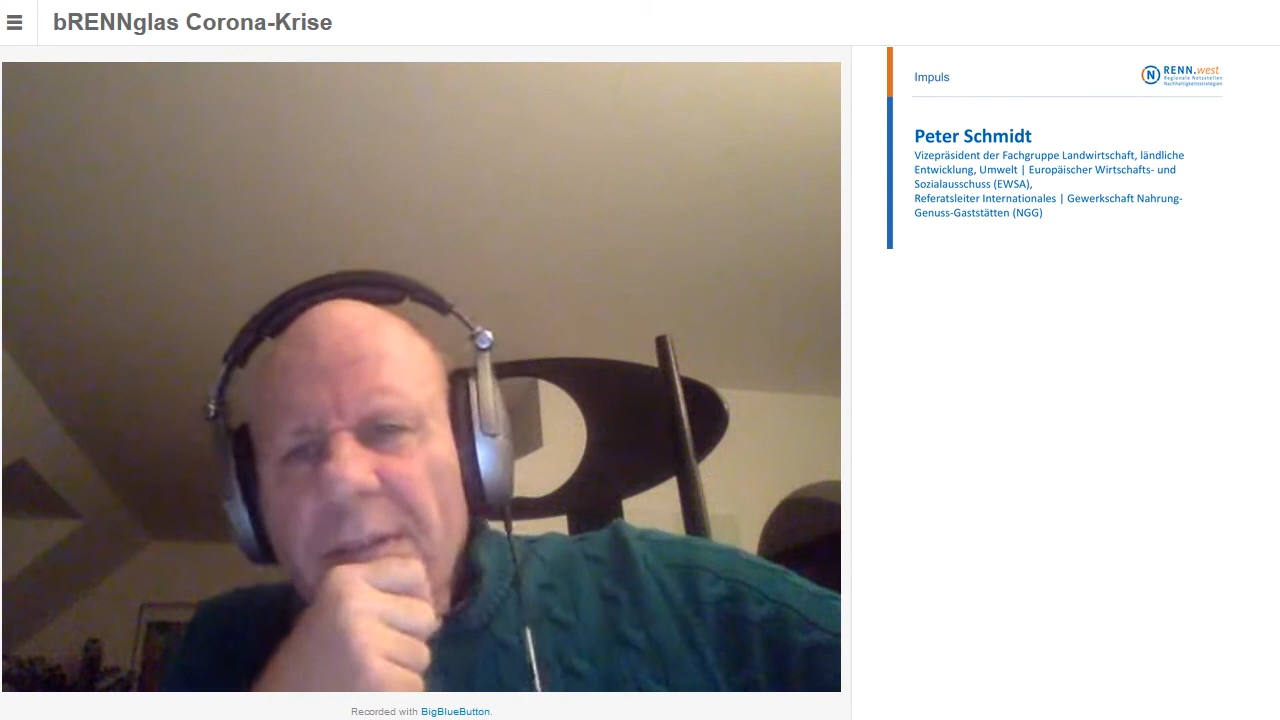 bRENNglas Corona-Krise
Impuls
N RENN.west
Regionale Netzstellen
Nachhaltigkeitsstrategien
Peter Schmidt
Vizepräsident der Fachgruppe Landwirtschaft, ländliche
Entwicklung, Umwelt | Europäischer Wirtschafts- und
Sozialausschuss (EWSA),
Referatsleiter Internationales | Gewerkschaft Nahrung-
Genuss-Gaststätten (NGG)
Recorded with BigBlueButton.